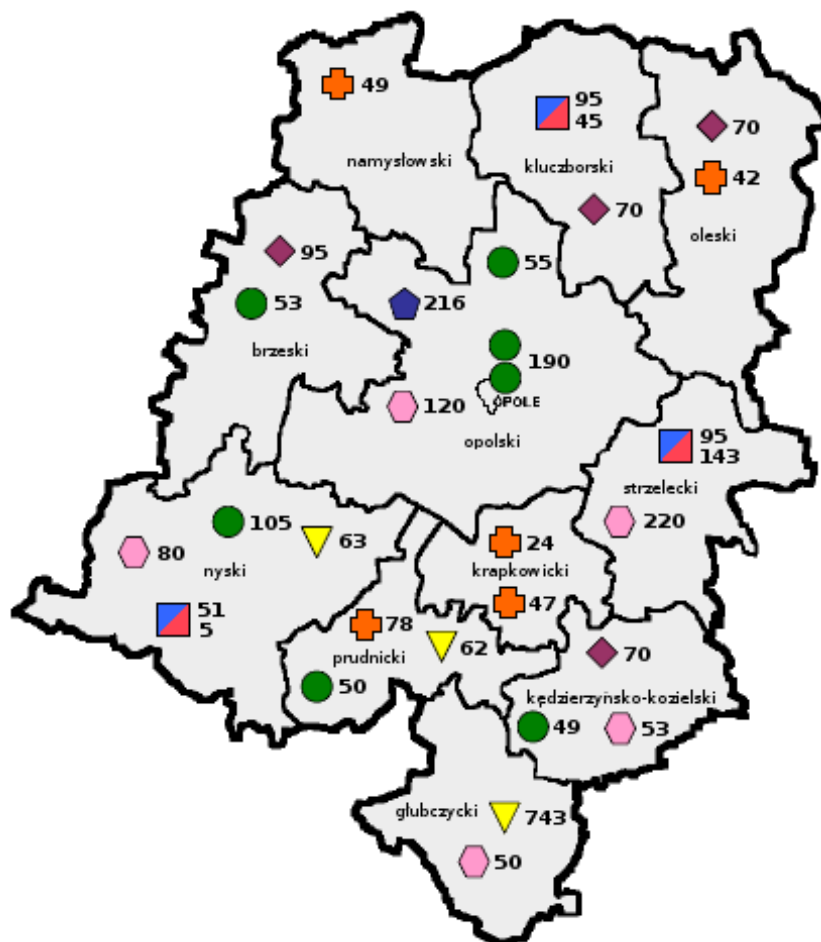 49
namysłowski
95
45
kluczborski
70
70
42
oleski
95
53
brzeski
55
216
190
OPOLE
120
opolski
95
143
strzelecki
220
105
80
63
nyski
51
5
24
krapkowicki
47
78
62
prudnicki
50
70
kędzierzyńsko-kozielski
49
53
głubczycki
743
50